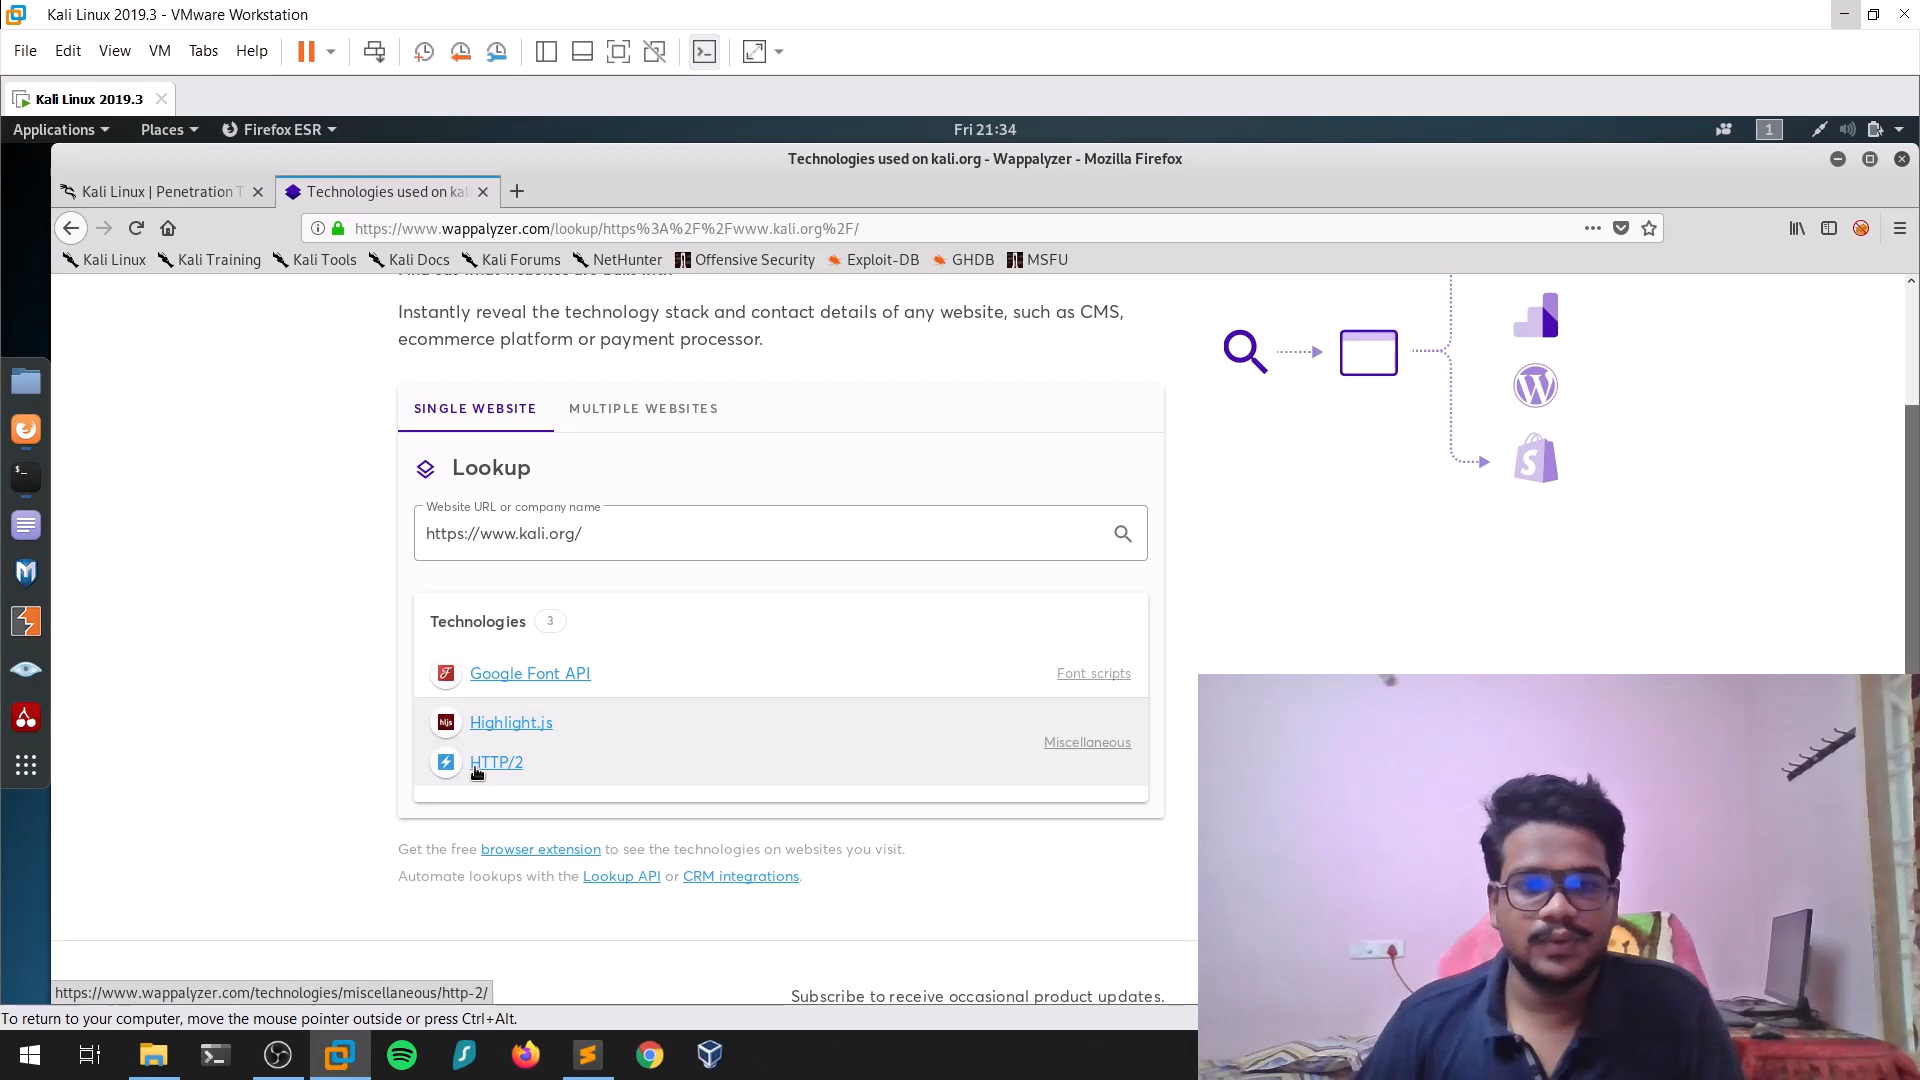 Kali Linux 2019.3 - VMware Workstation
File Edit View VM Tabs Help
Kali Linux 2019.3
Applications Places Firefox ESR Fri 21:34 1
Technologies used on kali.org - Wappalyzer - Mozilla Firefox
Kali Linux | Penetration T Technologies used on kal
https://www.wappalyzer.com/lookup/https%3A%2F%2Fwww.kali.org%2F/
Kali Linux Kali Training Kali Tools Kali Docs Kali Forums NetHunter Offensive Security Exploit-DB GHDB MSFU
Instantly reveal the technology stack and contact details of any website, such as CMS,
ecommerce platform or payment processor.
SINGLE WEBSITE MULTIPLE WEBSITES
Lookup
Website URL or company name
https://www.kali.org/
Technologies 3
Google Font API Font scripts
hljs Highlight.js
Miscellaneous
HTTP/2
Get the free browser extension to see the technologies on websites you visit.
Automate lookups with the Lookup API or CRM integrations.
https://www.wappalyzer.com/technologies/miscellaneous/http-2/
Subscribe to receive occasional product updates.
To return to your computer, move the mouse pointer outside or press Ctrl+Alt.